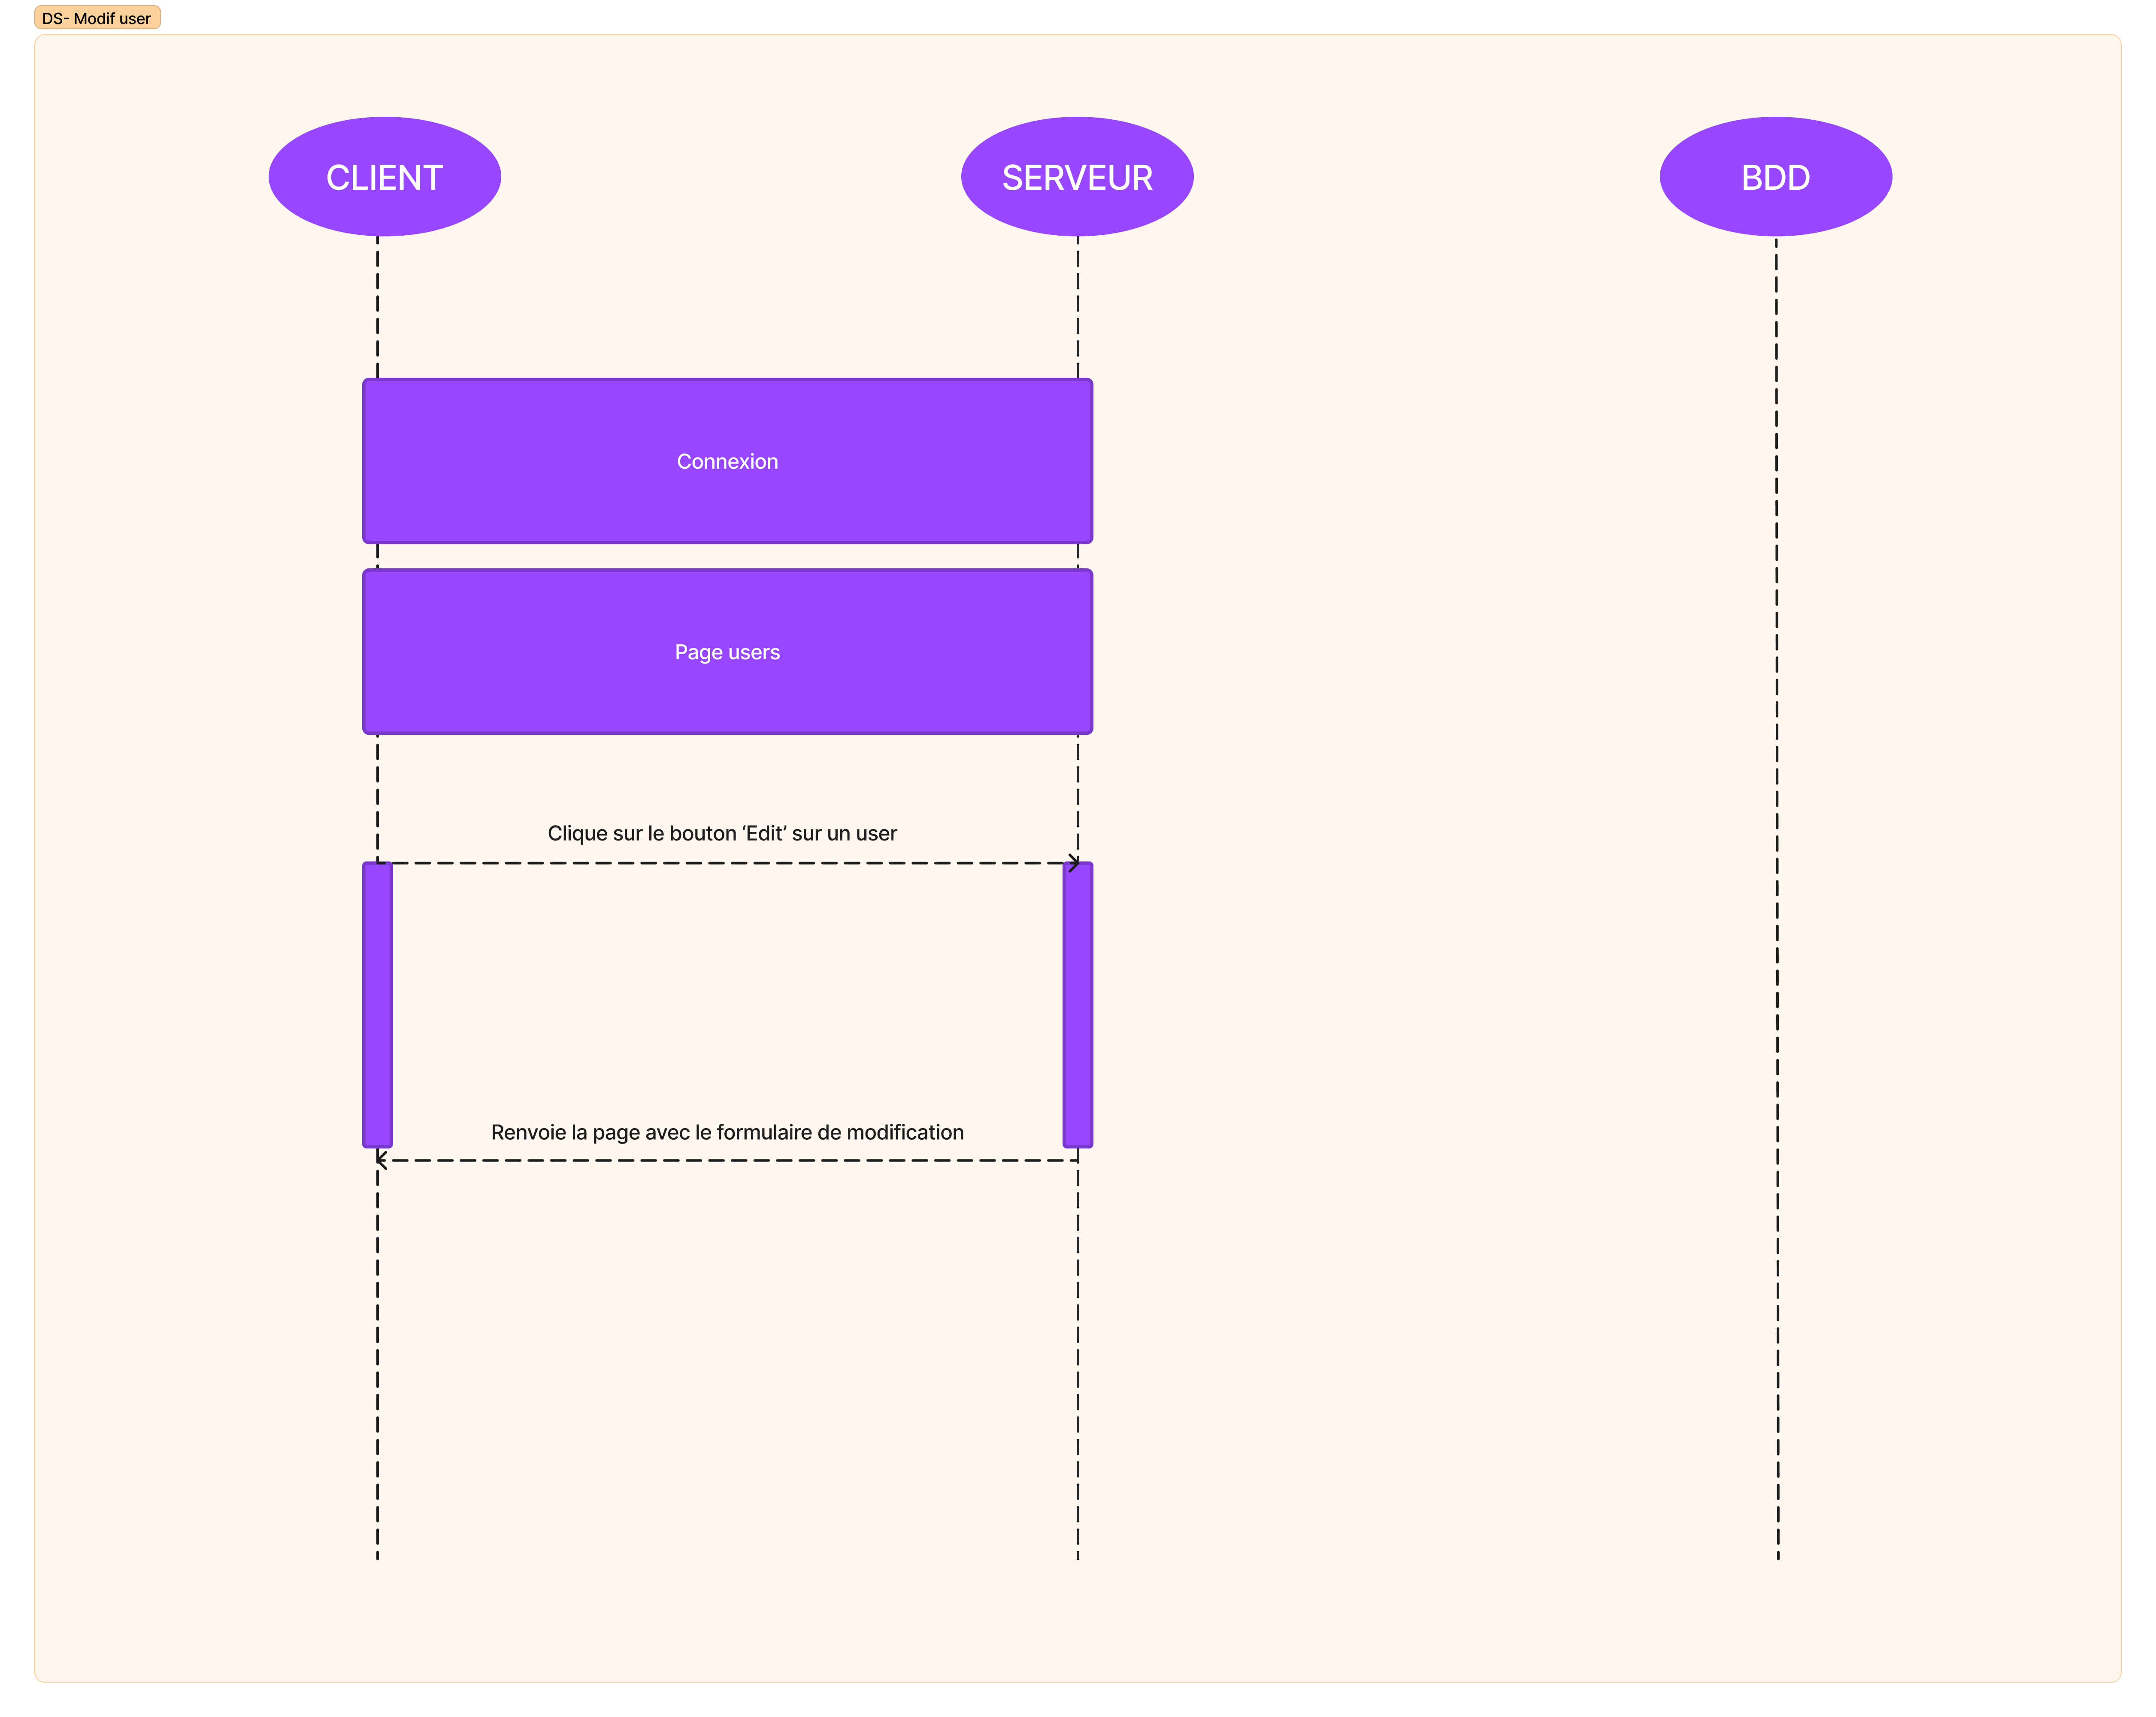 DS- Modif user
CLIENT
SERVEUR
BDD
Connexion
Page users
Clique sur le bouton ‘Edit’ sur un user
Renvoie la page avec le formulaire de modification